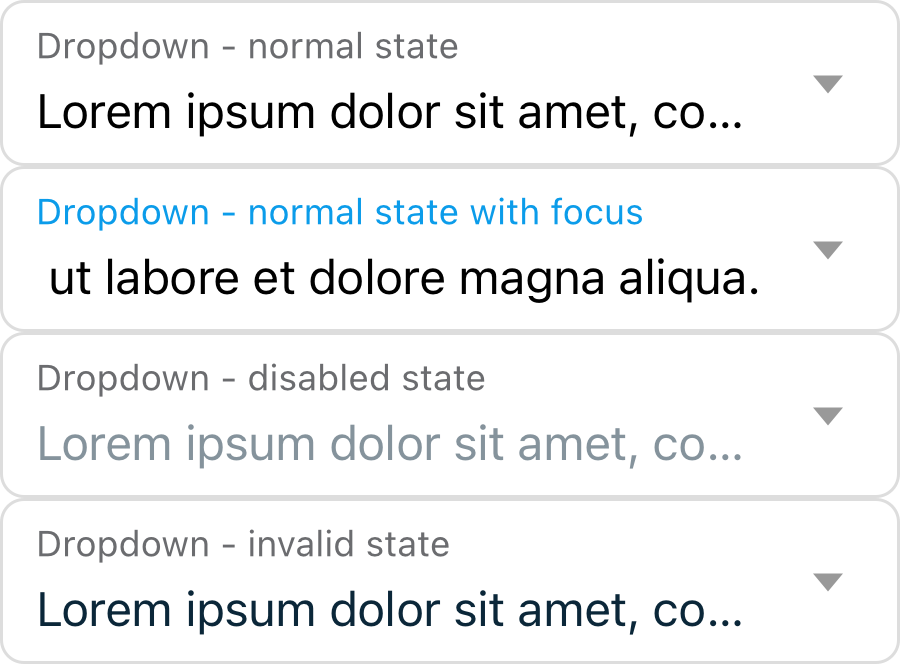 Dropdown - normal state
Lorem ipsum dolor sit amet, co...
Dropdown - normal state with focus
ut labore et dolore magna aliqua.
Dropdown - disabled state
Lorem ipsum dolor sit amet, co...
Dropdown - invalid state
Lorem ipsum dolor sit amet, co...